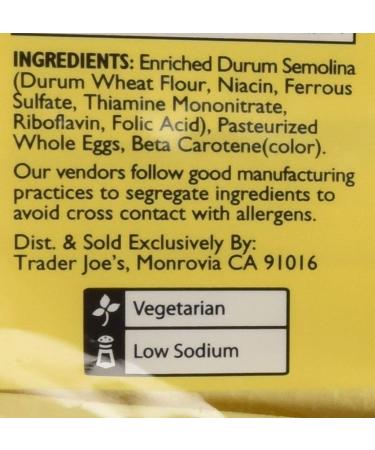 INGREDIENTS: Enriched Durum Semolina
(Durum Wheat Flour, Niacin, Ferrous
Sulfate, Thiamine Mononitrate,
Riboflavin, Folic Acid), Pasteurized
Whole Eggs, Beta Carotene(color).
Our vendors follow good manufacturing
practices to segregate ingredients to
avoid cross contact with allergens.
Dist. & Sold Exclusively By:
Trader Joe's, Monrovia CA 91016
Vegetarian
Low Sodium